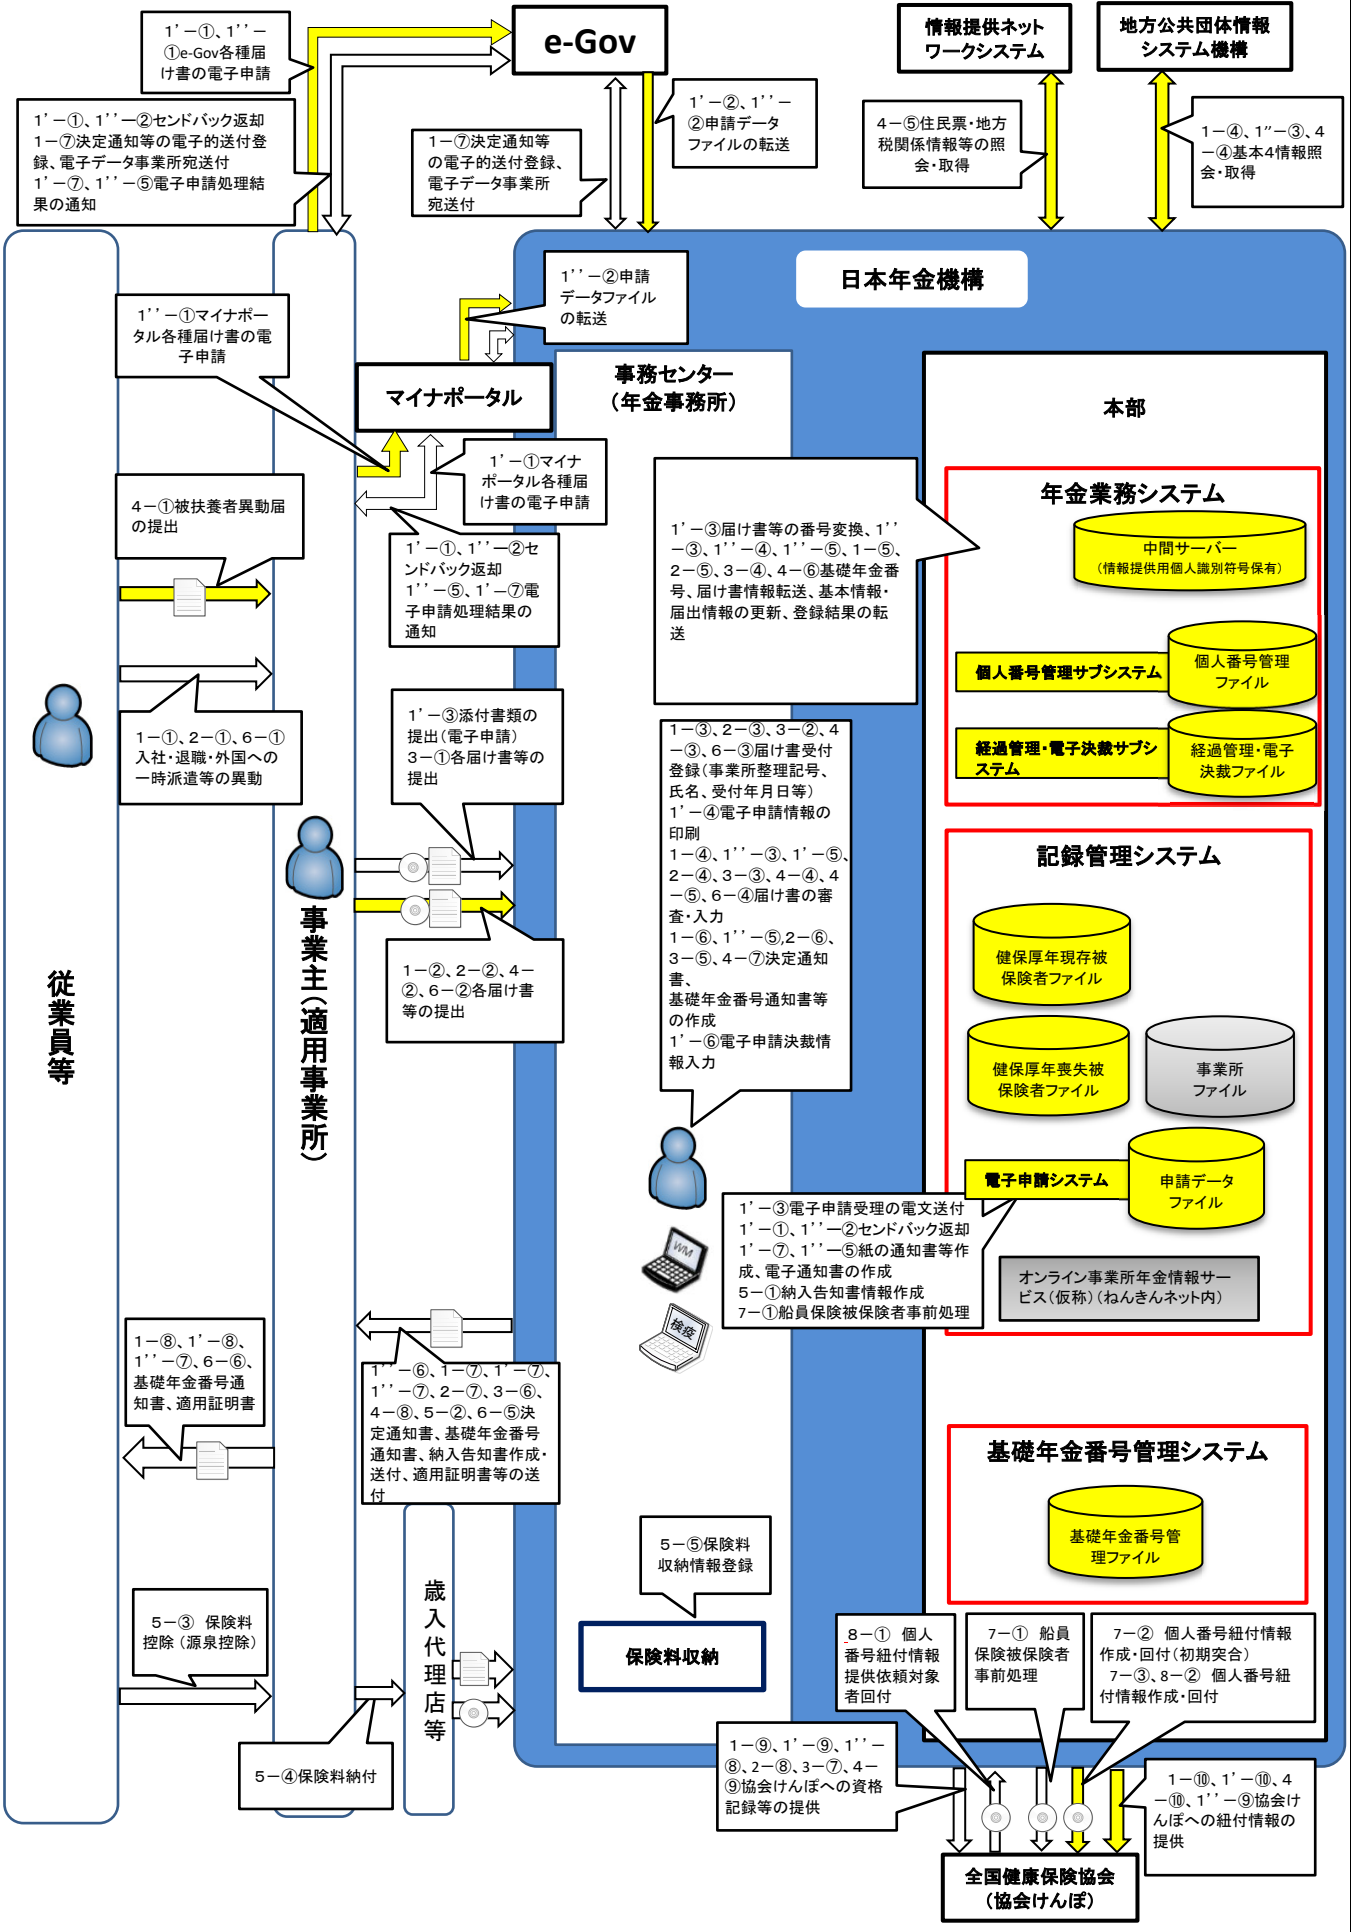 1’－①、1’’－
①e-Gov各種届
け書の電子申請
e-Gov
情報提供ネット
ワークシステム
地方公共団体情報
システム機構
1’－①、1’’－②センドバック返却
1－⑦決定通知等の電子的送付登
録、電子データ事業所宛送付
1’－⑦、1’’－⑤電子申請処理結
果の通知
1－⑦決定通知等
の電子的送付登録、
電子データ事業所
宛送付
1’－②、1’’－
②申請データ
ファイルの転送
4－⑤住民票・地方
税関係情報等の照
会・取得
1－④、1”－③、4
－④基本4情報照
会・取得
日本年金機構
1’’－②申請
データファイル
の転送
1’’－①マイナポー
タル各種届け書の電
子申請
マイナポータル
事務センター
（年金事務所）
本部
1’－①マイナ
ポータル各種届
け書の電子申請
4－①被扶養者異動届
の提出
1’－①、1’’－②セ
ンドバック返却
1’’－⑤、1’－⑦電
子申請処理結果の
通知
1’－③届け書等の番号変換、1’’
－③、1’’－④、1’’－⑤、1－⑤、
2－⑤、3－④、4－⑥基礎年金番
号、届け書情報転送、基本情報・
届出情報の更新、登録結果の転
送
年金業務システム
中間サーバー
（情報提供用個人識別符号保有）
個人番号管理サブシステム
個人番号管理
ファイル
経過管理・電子決裁サブシ
ステム
経過管理・電子
決裁ファイル
1－①、2－①、6－①
入社・退職・外国への
一時派遣等の異動
1’－③添付書類の
提出（電子申請）
3－①各届け書等の
提出
1－③、2－③、3－②、4
－③、6－③届け書受付
登録（事業所整理記号、
氏名、受付年月日等）
1’－④電子申請情報の
印刷
1－④、1’’－③、1’－⑤、
2－④、3－③、4－④、4
－⑤、6－④届け書の審
査・入力
1－⑥、1’’－⑤,2－⑥、
3－⑤、4－⑦決定通知
書、
基礎年金番号通知書等
の作成
1’－⑥電子申請決裁情
報入力
従業員等
事業主（適用事業所）
1－②、2－②、4－
②、6－②各届け書
等の提出
記録管理システム
健保厚年現存被
保険者ファイル
健保厚年喪失被
保険者ファイル
事業所
ファイル
電子申請システム
申請データ
ファイル
オンライン事業所年金情報サー
ビス（仮称）（ねんきんネット内）
1’－③電子申請受理の電文送付
1’－①、1’’－②センドバック返却
1’－⑦、1’’－⑤紙の通知書等作
成、電子通知書の作成
5－①納入告知書情報作成
7－①船員保険被保険者事前処理
WM
検疫
1－⑧、1’－⑧、
1’’－⑦、6－⑥、
基礎年金番号通
知書、適用証明書
1’’－⑥、1－⑦、1’－⑦、
1’’－⑦、2－⑦、3－⑥、
4－⑧、5－②、6－⑤決
定通知書、基礎年金番号
通知書、納入告知書作成・
送付、適用証明書等の送
付
基礎年金番号管理システム
基礎年金番号管
理ファイル
5－⑤保険料
収納情報登録
保険料収納
5－③ 保険料
控除（源泉控除）
歳入代理店等
5－④保険料納付
8－① 個人
番号紐付情報
提供依頼対象
者回付
7－① 船員
保険被保険者
事前処理
7－② 個人番号紐付情報
作成・回付（初期突合）
7－③、8－② 個人番号紐
付情報作成・回付
1－⑨、1’－⑨、1’’－
⑧、2－⑧、3－⑦、4－
⑨協会けんぽへの資格
記録等の提供
1－⑩、1’－⑩、4
－⑩、1’’－⑨協会け
んぽへの紐付情報の
提供
全国健康保険協会
（協会けんぽ）